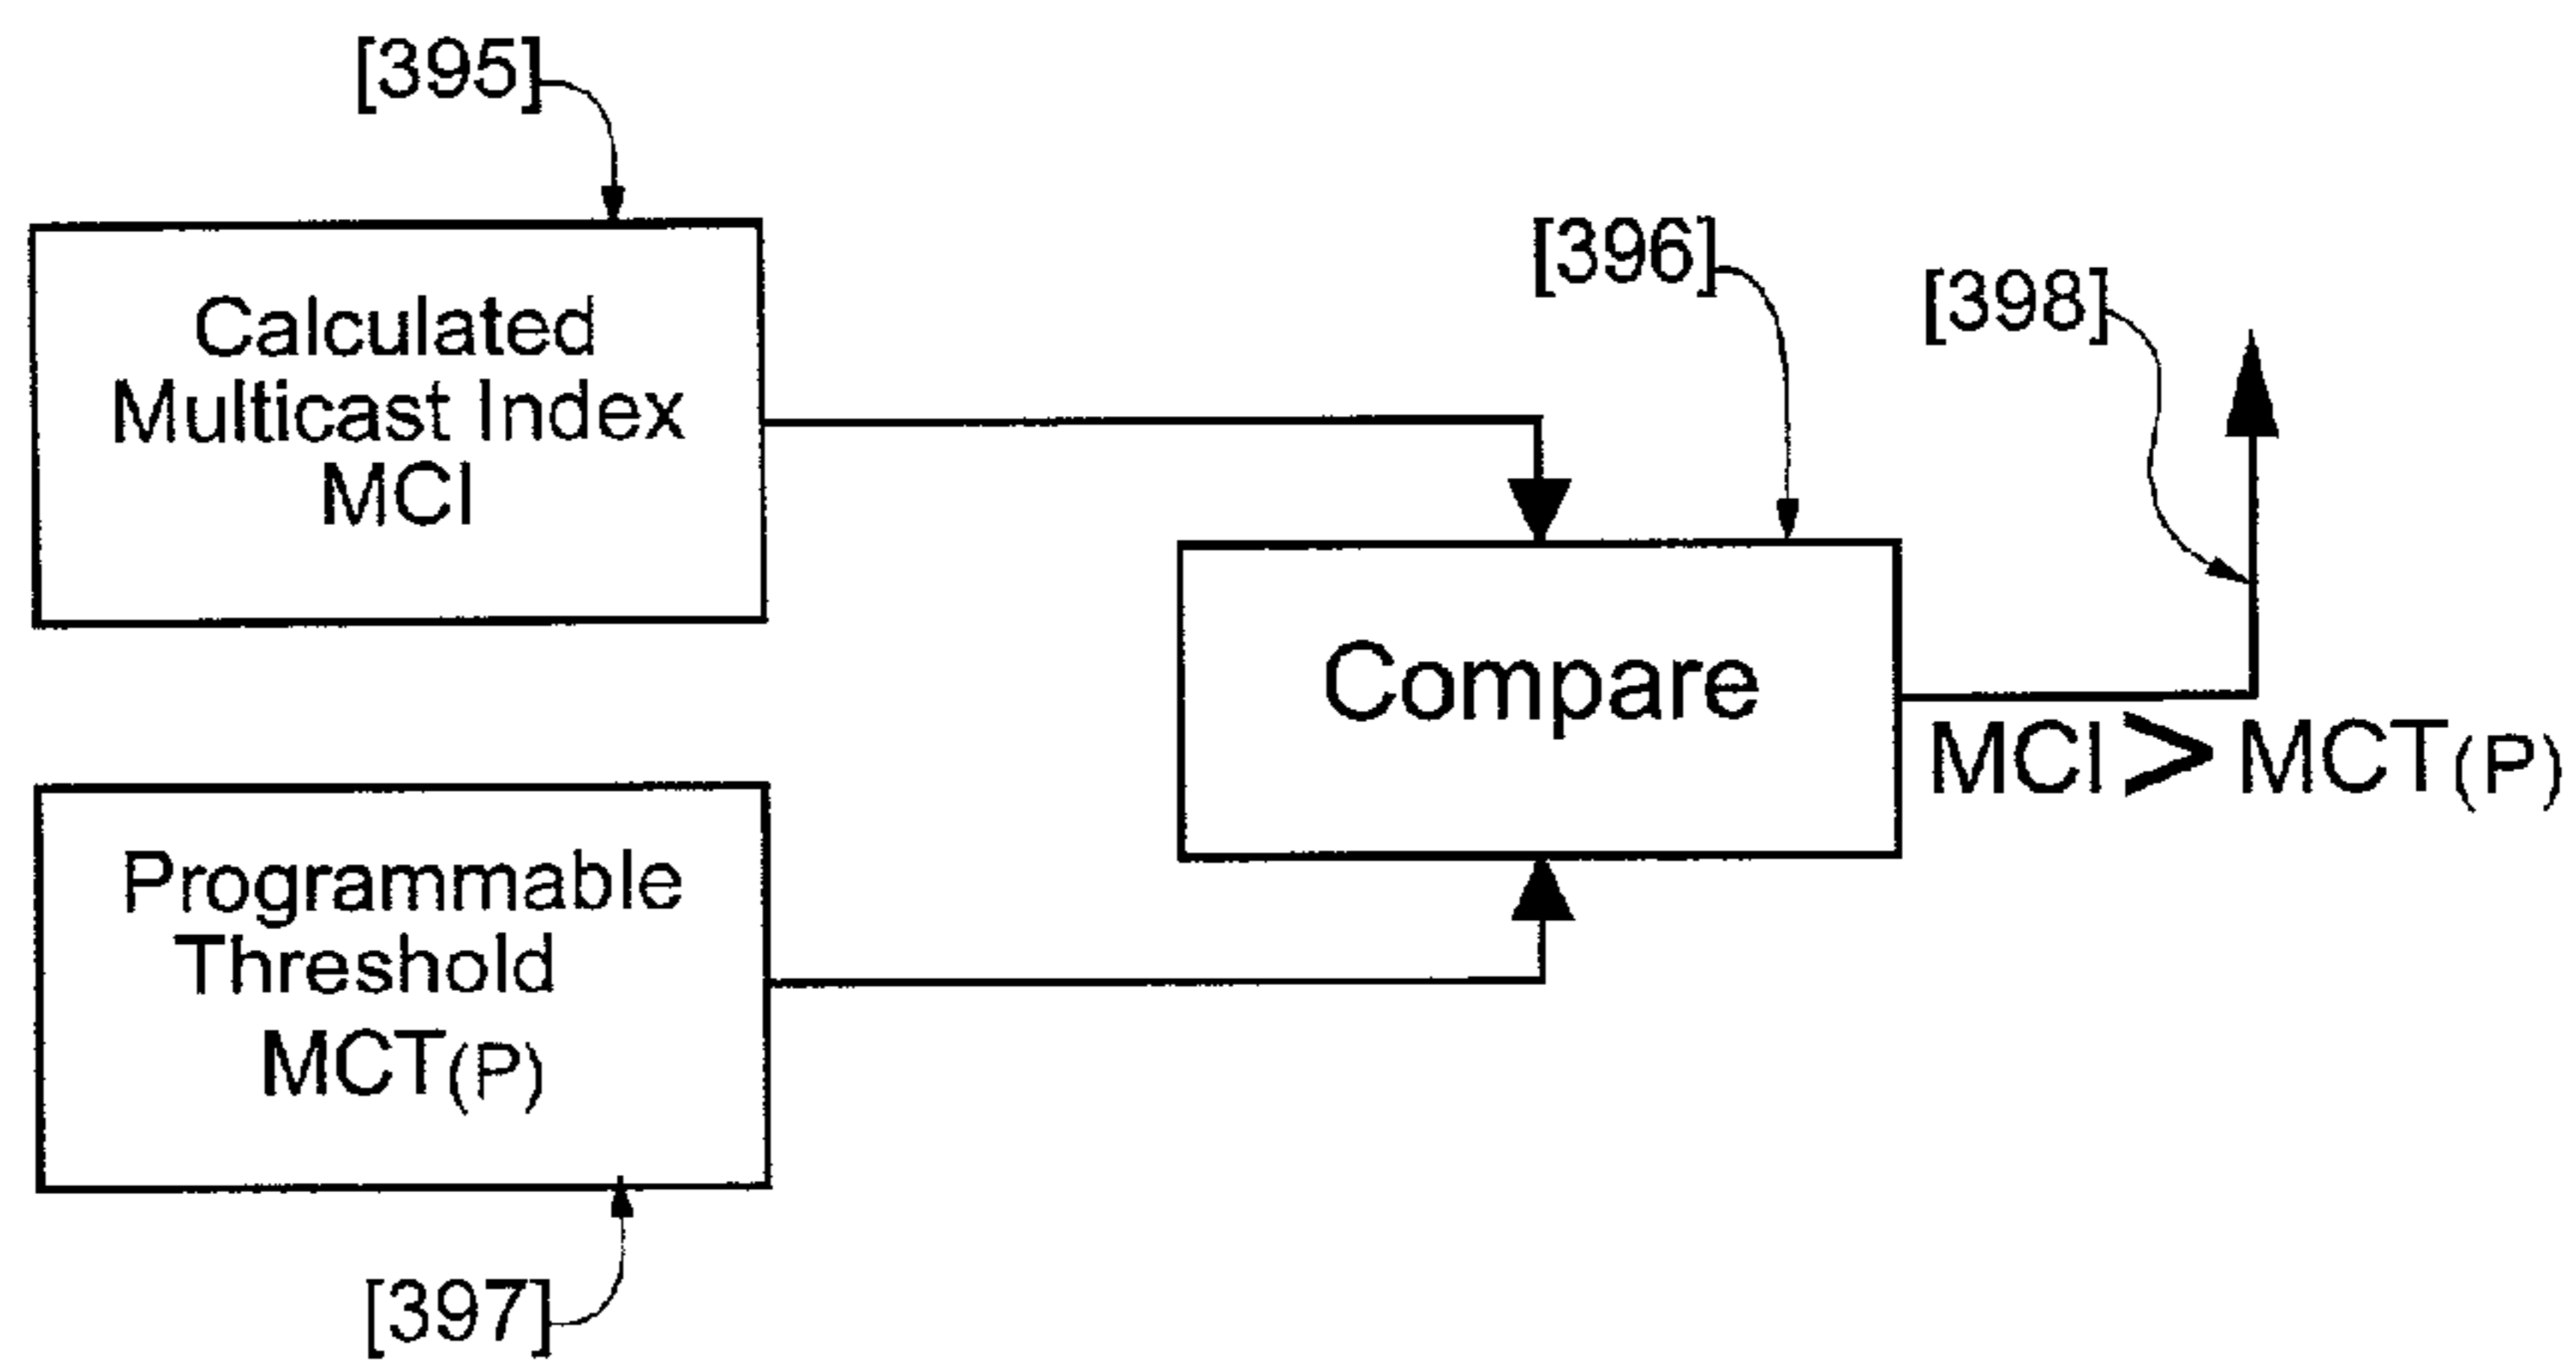 [395]
Calculated
Multicast Index
MCI
[396]
[398]
Compare
MCI > MCT(P)
Programmable
Threshold
MCT(P)
[397]